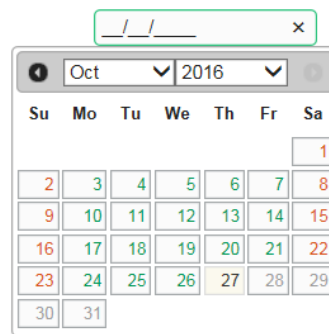 __/__/____ ×
Oct 2016
Su Mo Tu We Th Fr Sa
1
2 3 4 5 6 7 8
9 10 11 12 13 14 15
16 17 18 19 20 21 22
23 24 25 26 27 28 29
30 31